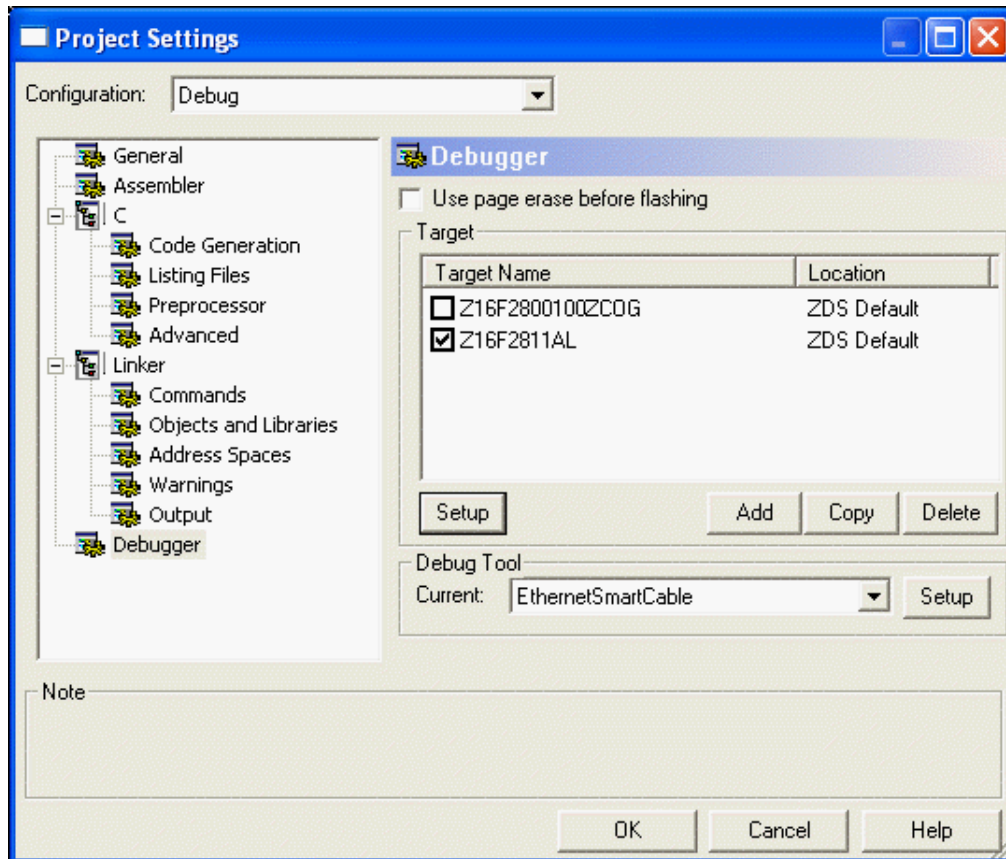 Project Settings
Configuration: Debug
General
Assembler
C
Code Generation
Listing Files
Preprocessor
Advanced
Linker
Commands
Objects and Libraries
Address Spaces
Warnings
Output
Debugger
Debugger
Use page erase before flashing
Target
Target Name Location
Z16F2800100ZCOG ZDS Default
Z16F2811AL ZDS Default
Setup Add Copy Delete
Debug Tool
Current: EthernetSmartCable Setup
Note
OK Cancel Help